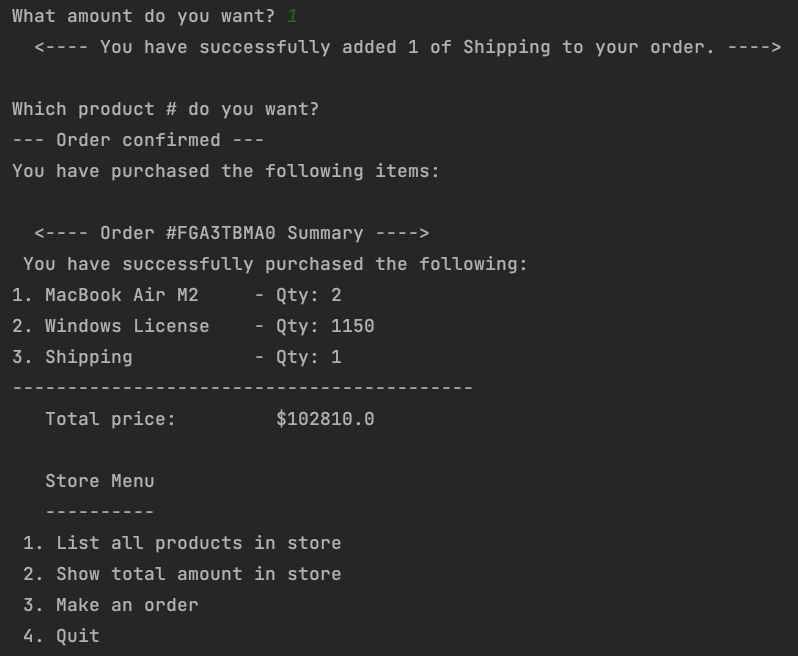 What amount do you want? 1
<---- You have successfully added 1 of Shipping to your order. ---->
Which product # do you want?
--- Order confirmed ---
You have purchased the following items:
<---- Order #FGA3TBMA0 Summary ---->
You have successfully purchased the following:
1. MacBook Air M2     - Qty: 2
2. Windows License    - Qty: 1150
3. Shipping           - Qty: 1
------------------------------------------
Total price:         $102810.0
Store Menu
----------
1. List all products in store
2. Show total amount in store
3. Make an order
4. Quit